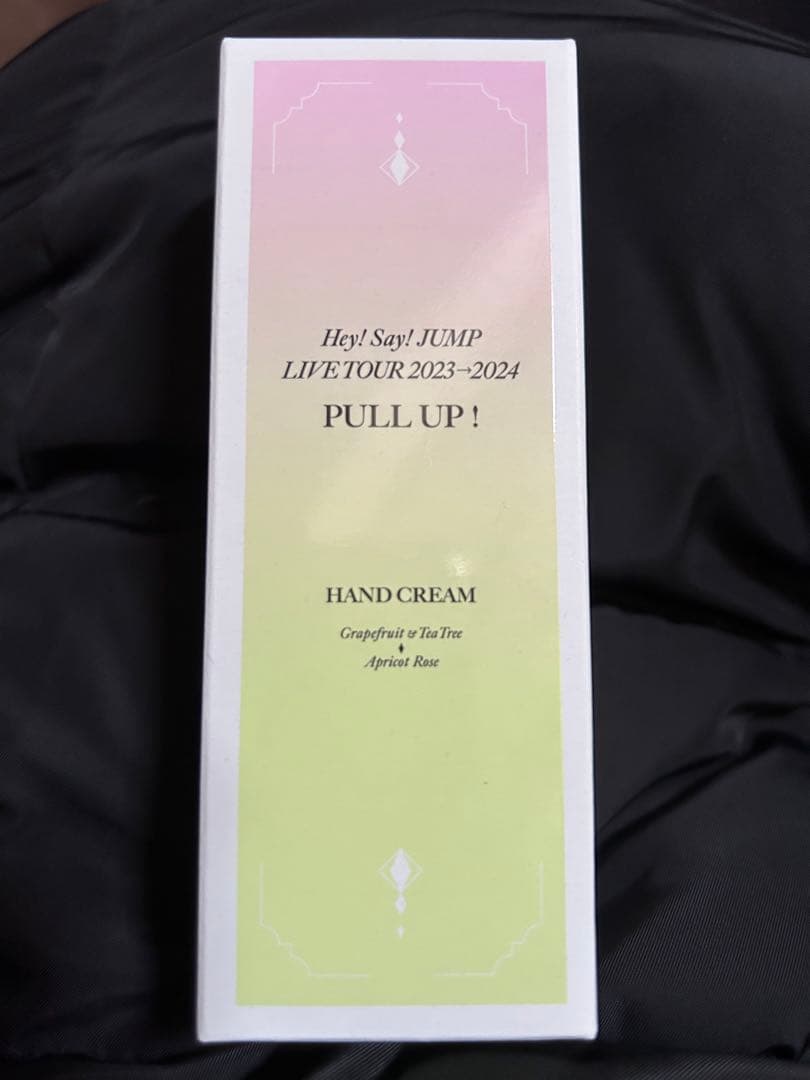 Hey! Say! JUMP
LIVE TOUR 2023→2024
PULL UP!
HAND CREAM
Grapefruit & Tea Tree
Apricot Rose